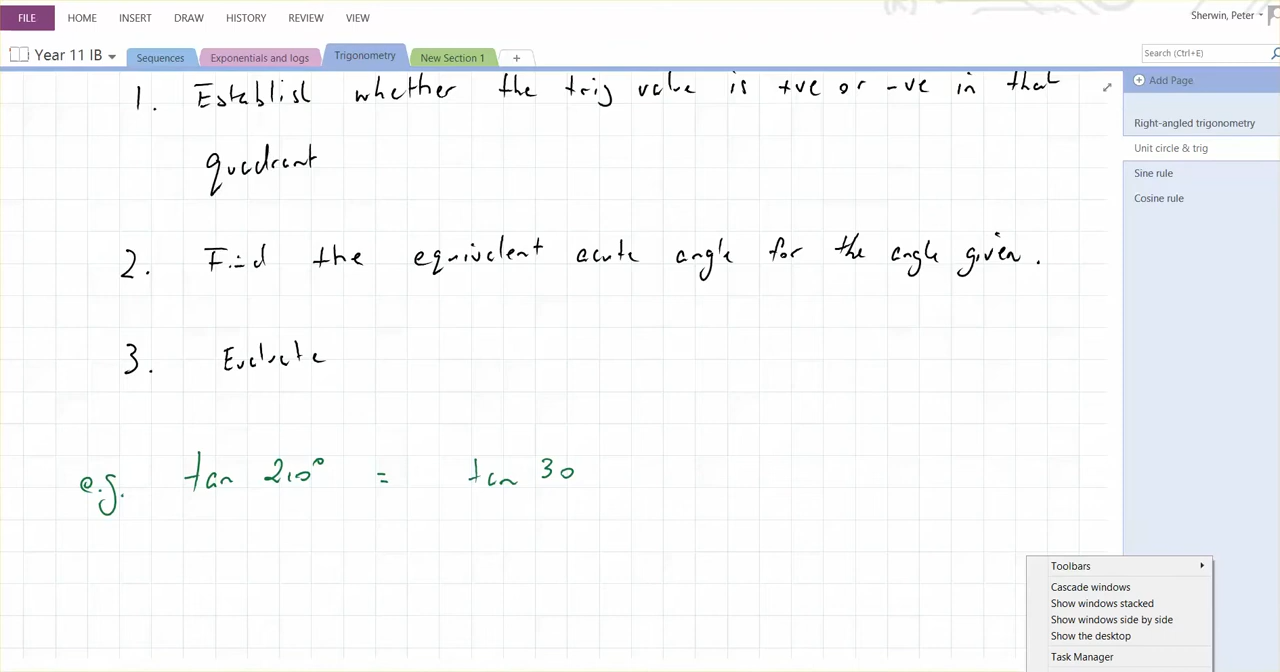 FILE HOME INSERT DRAW HISTORY REVIEW VIEW
Sherwin, Peter
Year 11 IB Sequences Exponentials and logs Trigonometry New Section 1 +
Search (Ctrl+E)
Add Page
Right-angled trigonometry
Unit circle & trig
Sine rule
Cosine rule
1. Establish whether the trig value is +ve or -ve in that
quadrant
2. Find the equivalent acute angle for the angle given.
3. Evaluate
e.g. tan 210° = tan 30
Toolbars
Cascade windows
Show windows stacked
Show windows side by side
Show the desktop
Task Manager